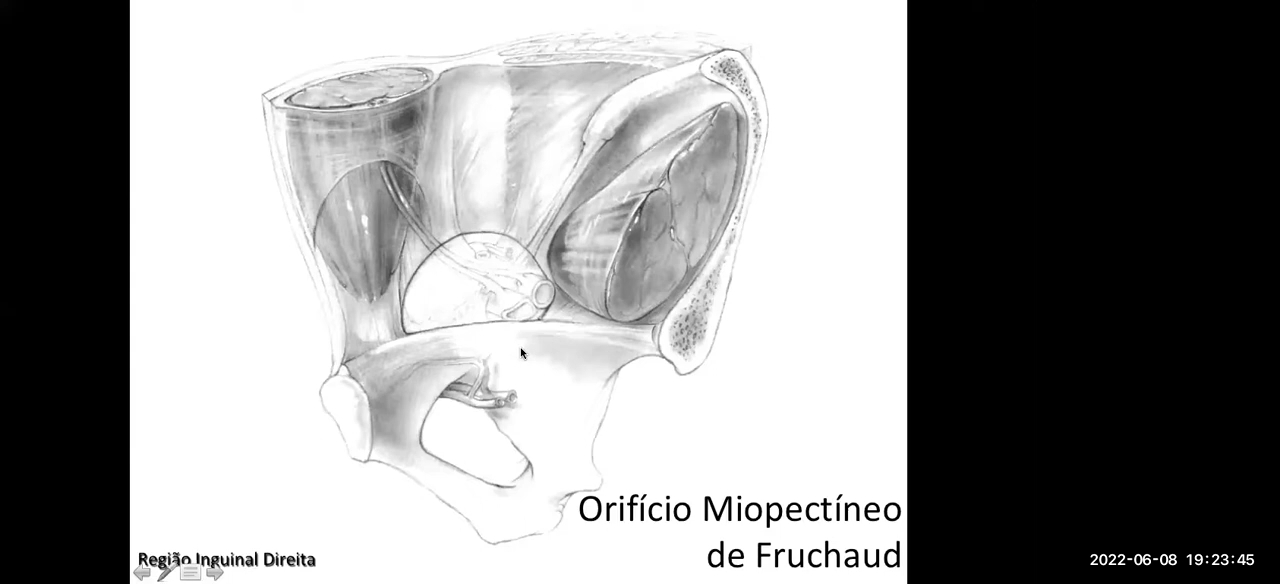 Orifício Miopectíneo
de Fruchaud
Região Inguinal Direita
2022-06-08 19:23:45